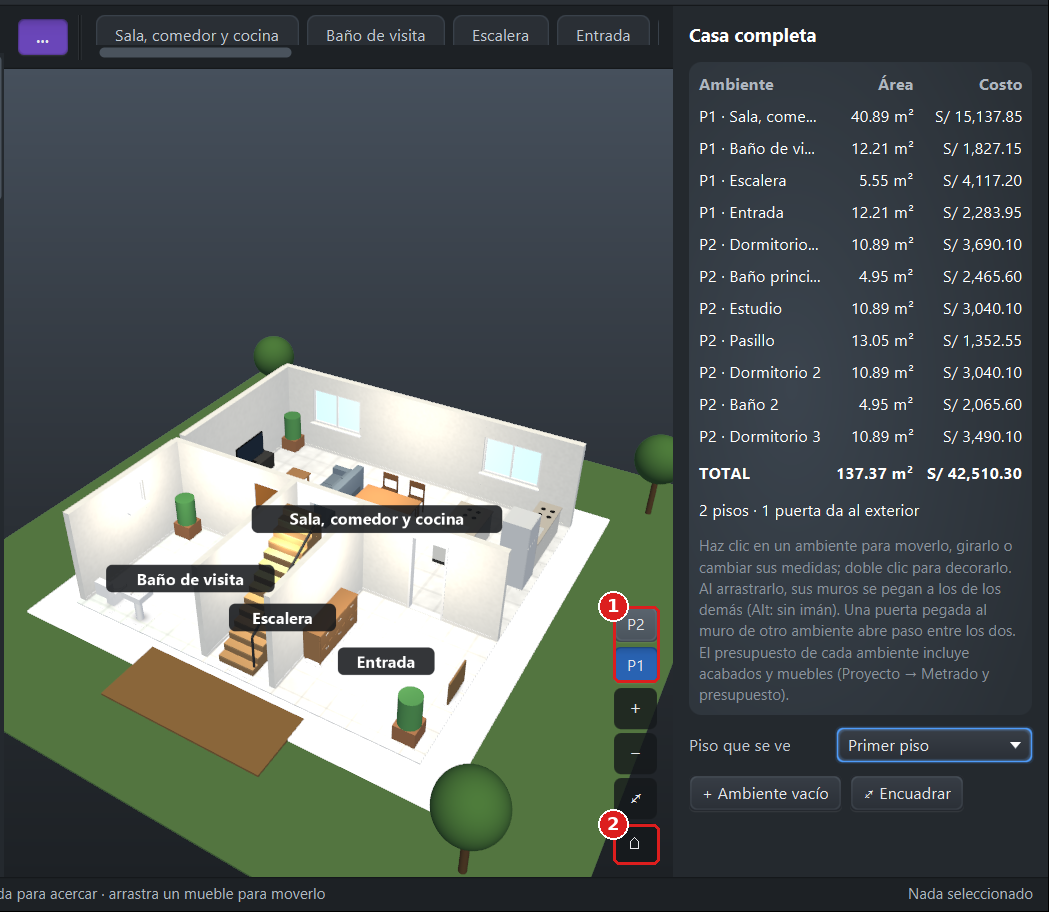 ...
Sala, comedor y cocina
Baño de visita
Escalera
Entrada
Sala, comedor y cocina
Baño de visita
Escalera
Entrada
1
P2
P1
+
−
2
Casa completa
Ambiente Área Costo
P1 · Sala, come... 40.89 m² S/ 15,137.85
P1 · Baño de vi... 12.21 m² S/ 1,827.15
P1 · Escalera 5.55 m² S/ 4,117.20
P1 · Entrada 12.21 m² S/ 2,283.95
P2 · Dormitorio... 10.89 m² S/ 3,690.10
P2 · Baño princi... 4.95 m² S/ 2,465.60
P2 · Estudio 10.89 m² S/ 3,040.10
P2 · Pasillo 13.05 m² S/ 1,352.55
P2 · Dormitorio 2 10.89 m² S/ 3,040.10
P2 · Baño 2 4.95 m² S/ 2,065.60
P2 · Dormitorio 3 10.89 m² S/ 3,490.10
TOTAL 137.37 m² S/ 42,510.30
2 pisos · 1 puerta da al exterior
Haz clic en un ambiente para moverlo, girarlo o
cambiar sus medidas; doble clic para decorarlo.
Al arrastrarlo, sus muros se pegan a los de los
demás (Alt: sin imán). Una puerta pegada al
muro de otro ambiente abre paso entre los dos.
El presupuesto de cada ambiente incluye
acabados y muebles (Proyecto → Metrado y
presupuesto).
Piso que se ve Primer piso
+ Ambiente vacío
⤢ Encuadrar
da para acercar · arrastra un mueble para moverlo
Nada seleccionado